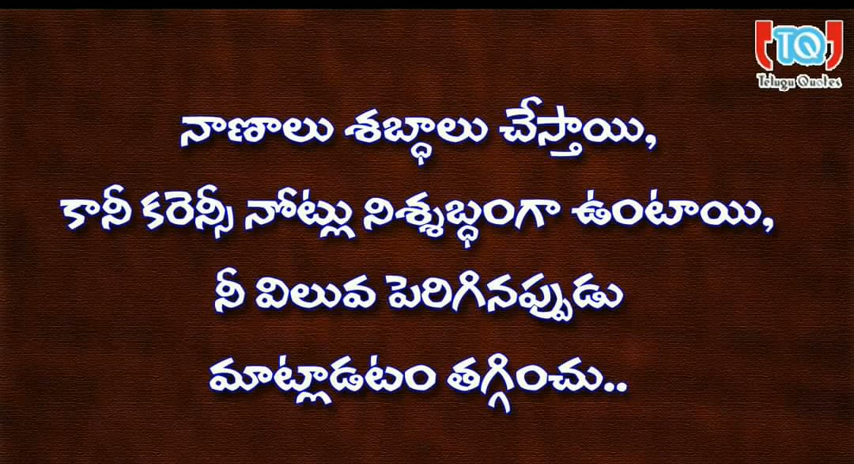 TQ
Telugu Quotes
నాణాలు శబ్ధాలు చేస్తాయి,
కానీ కరెన్సీ నోట్లు నిశ్శబ్ధంగా ఉంటాయి,
నీ విలువ పెరిగినప్పుడు
మాట్లాడటం తగ్గించు..